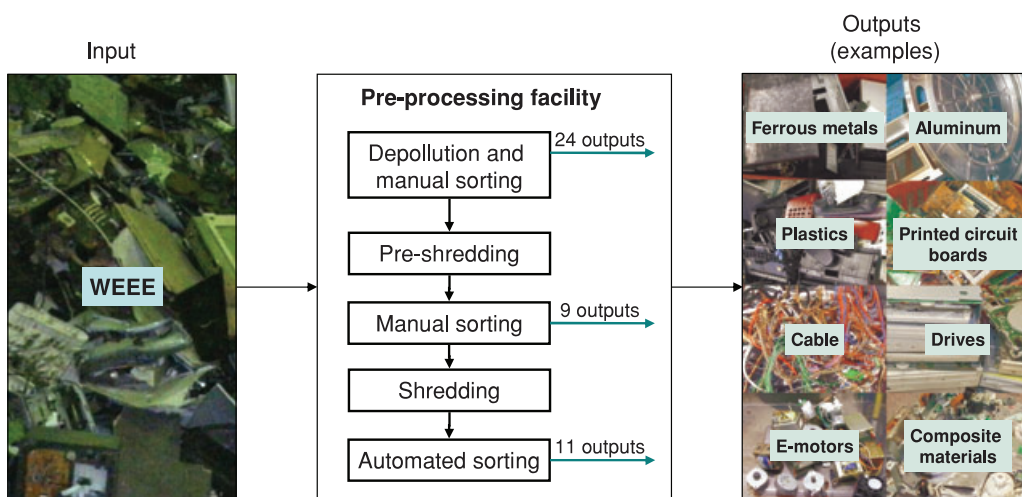 Input
WEEE
Pre-processing facility
Depollution and
manual sorting
24 outputs
Pre-shredding
Manual sorting
9 outputs
Shredding
Automated sorting
11 outputs
Outputs
(examples)
Ferrous metals
Aluminum
Plastics
Printed circuit
boards
Cable
Drives
E-motors
Composite
materials